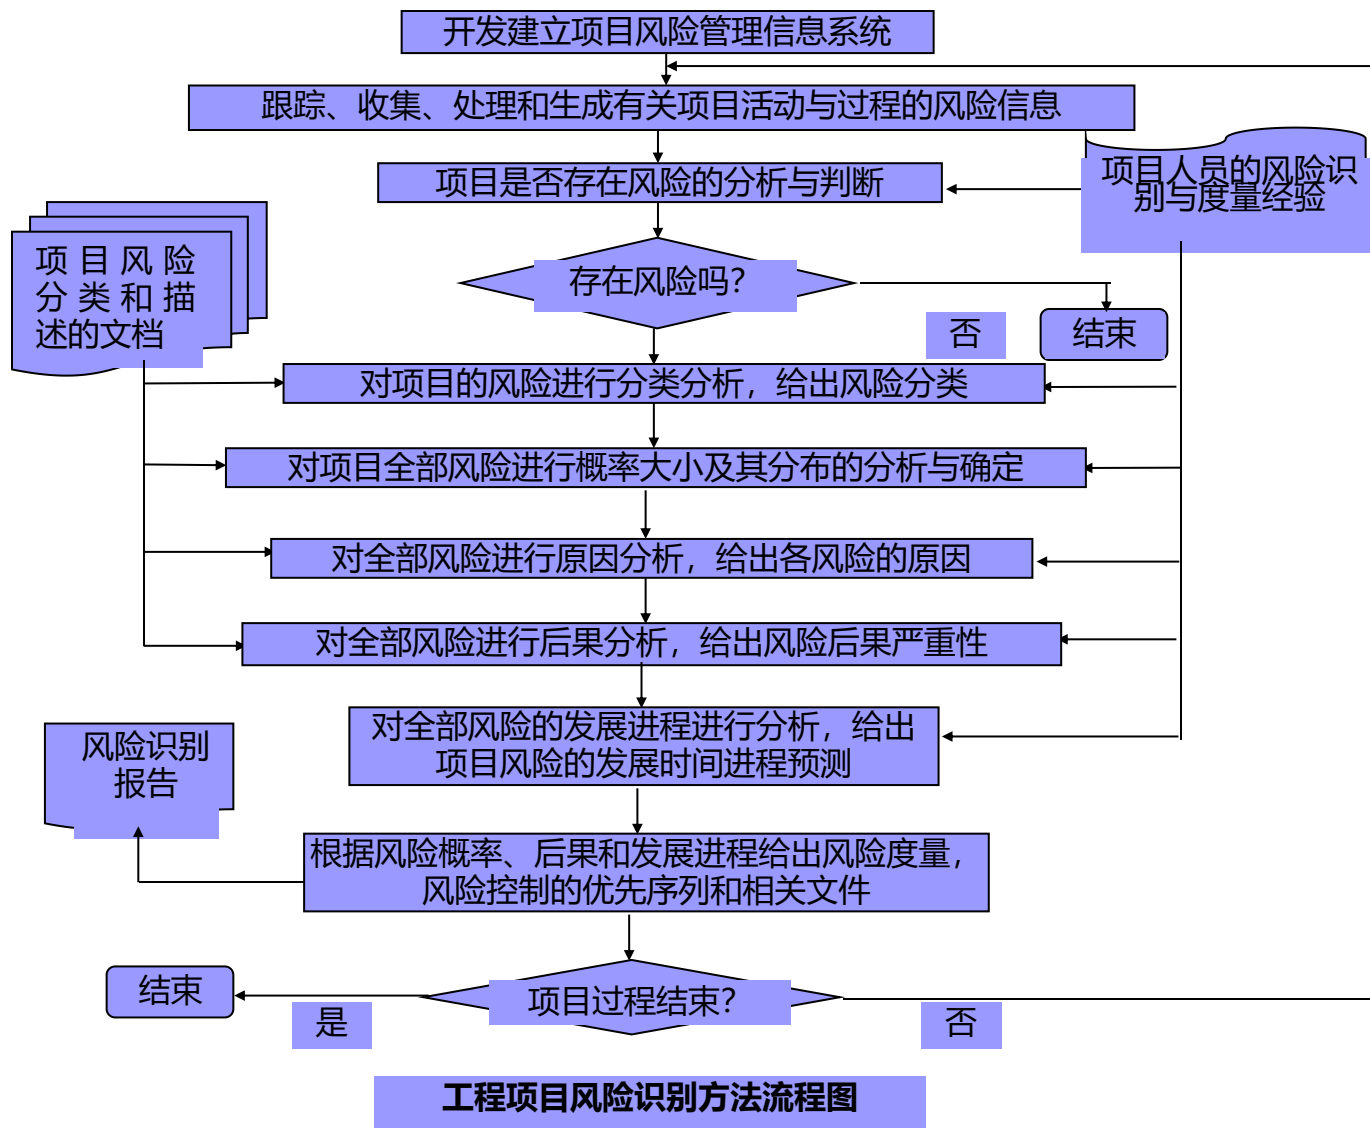 开发建立项目风险管理信息系统
跟踪、收集、处理和生成有关项目活动与过程的风险信息
项目是否存在风险的分析与判断
项目人员的风险识
别与度量经验
项目风险
分类和描
述的文档
存在风险吗？
否
结束
对项目的风险进行分类分析，给出风险分类
对项目全部风险进行概率大小及其分布的分析与确定
对全部风险进行原因分析，给出各风险的原因
对全部风险进行后果分析，给出风险后果严重性
对全部风险的发展进程进行分析，给出
项目风险的发展时间进程预测
风险识别
报告
根据风险概率、后果和发展进程给出风险度量，
风险控制的优先序列和相关文件
结束
是
项目过程结束？
否
工程项目风险识别方法流程图